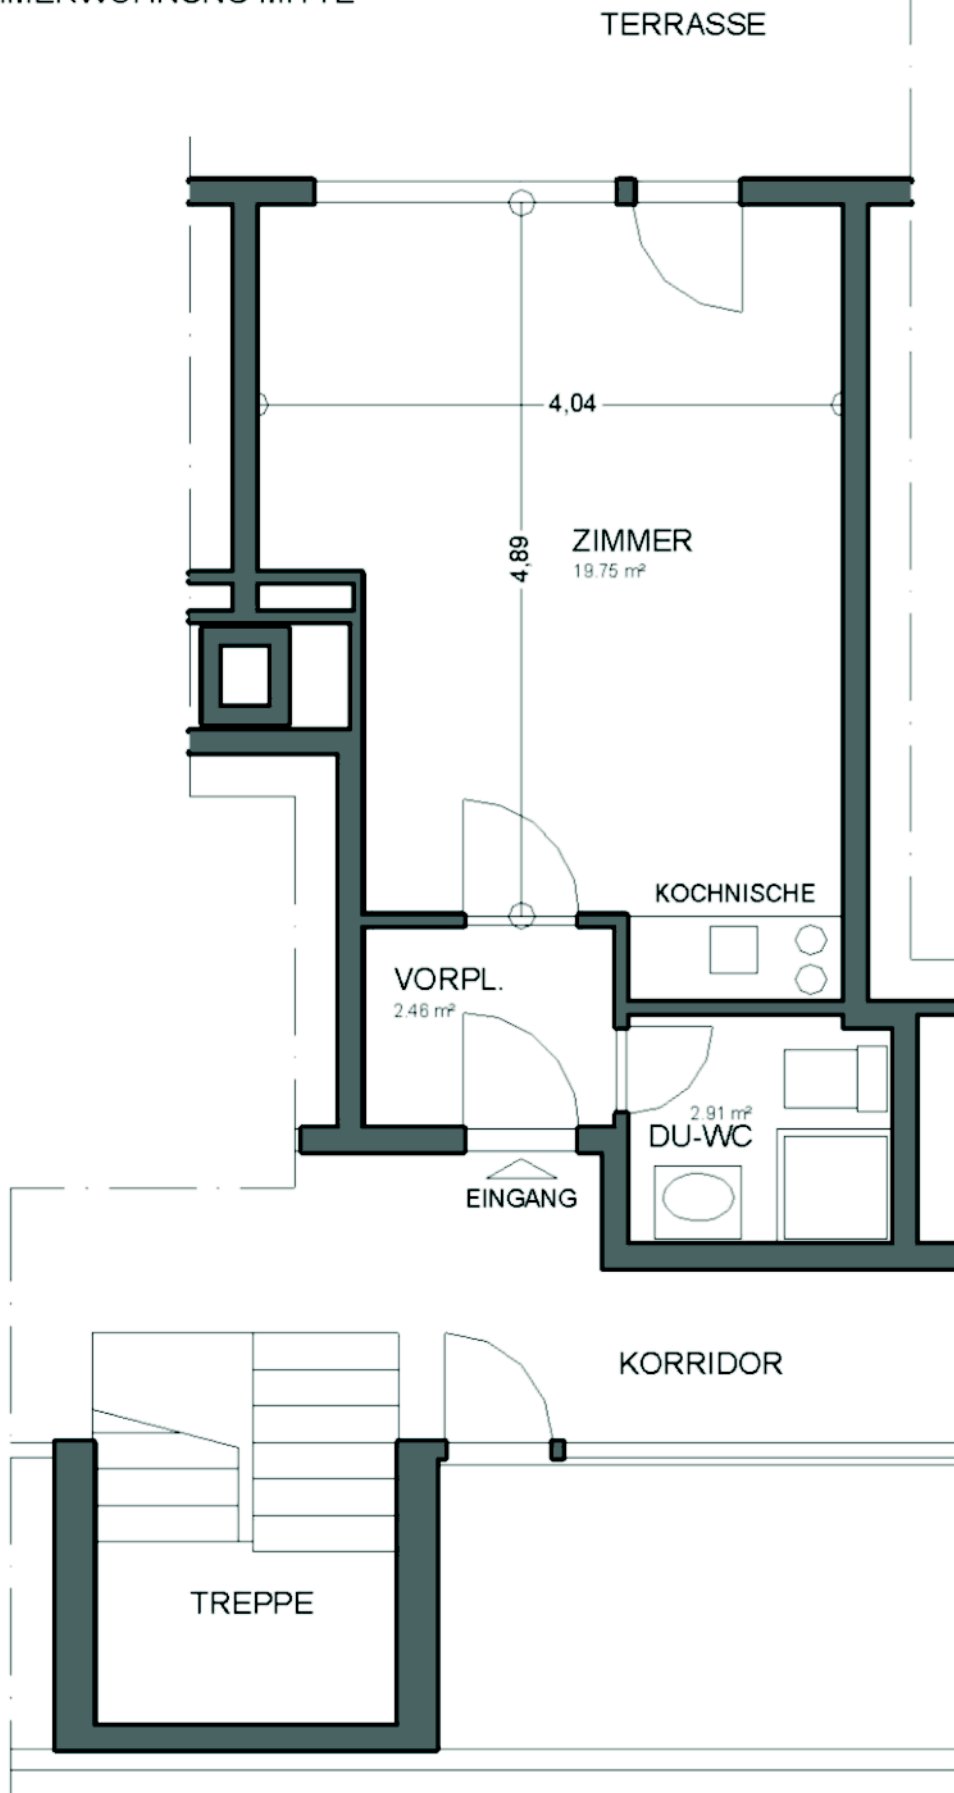 TERRASSE
4,04
4,89
ZIMMER
19.75 m²
KOCHNISCHE
VORPL.
2.46 m²
2.91 m²
DU-WC
EINGANG
KORRIDOR
TREPPE